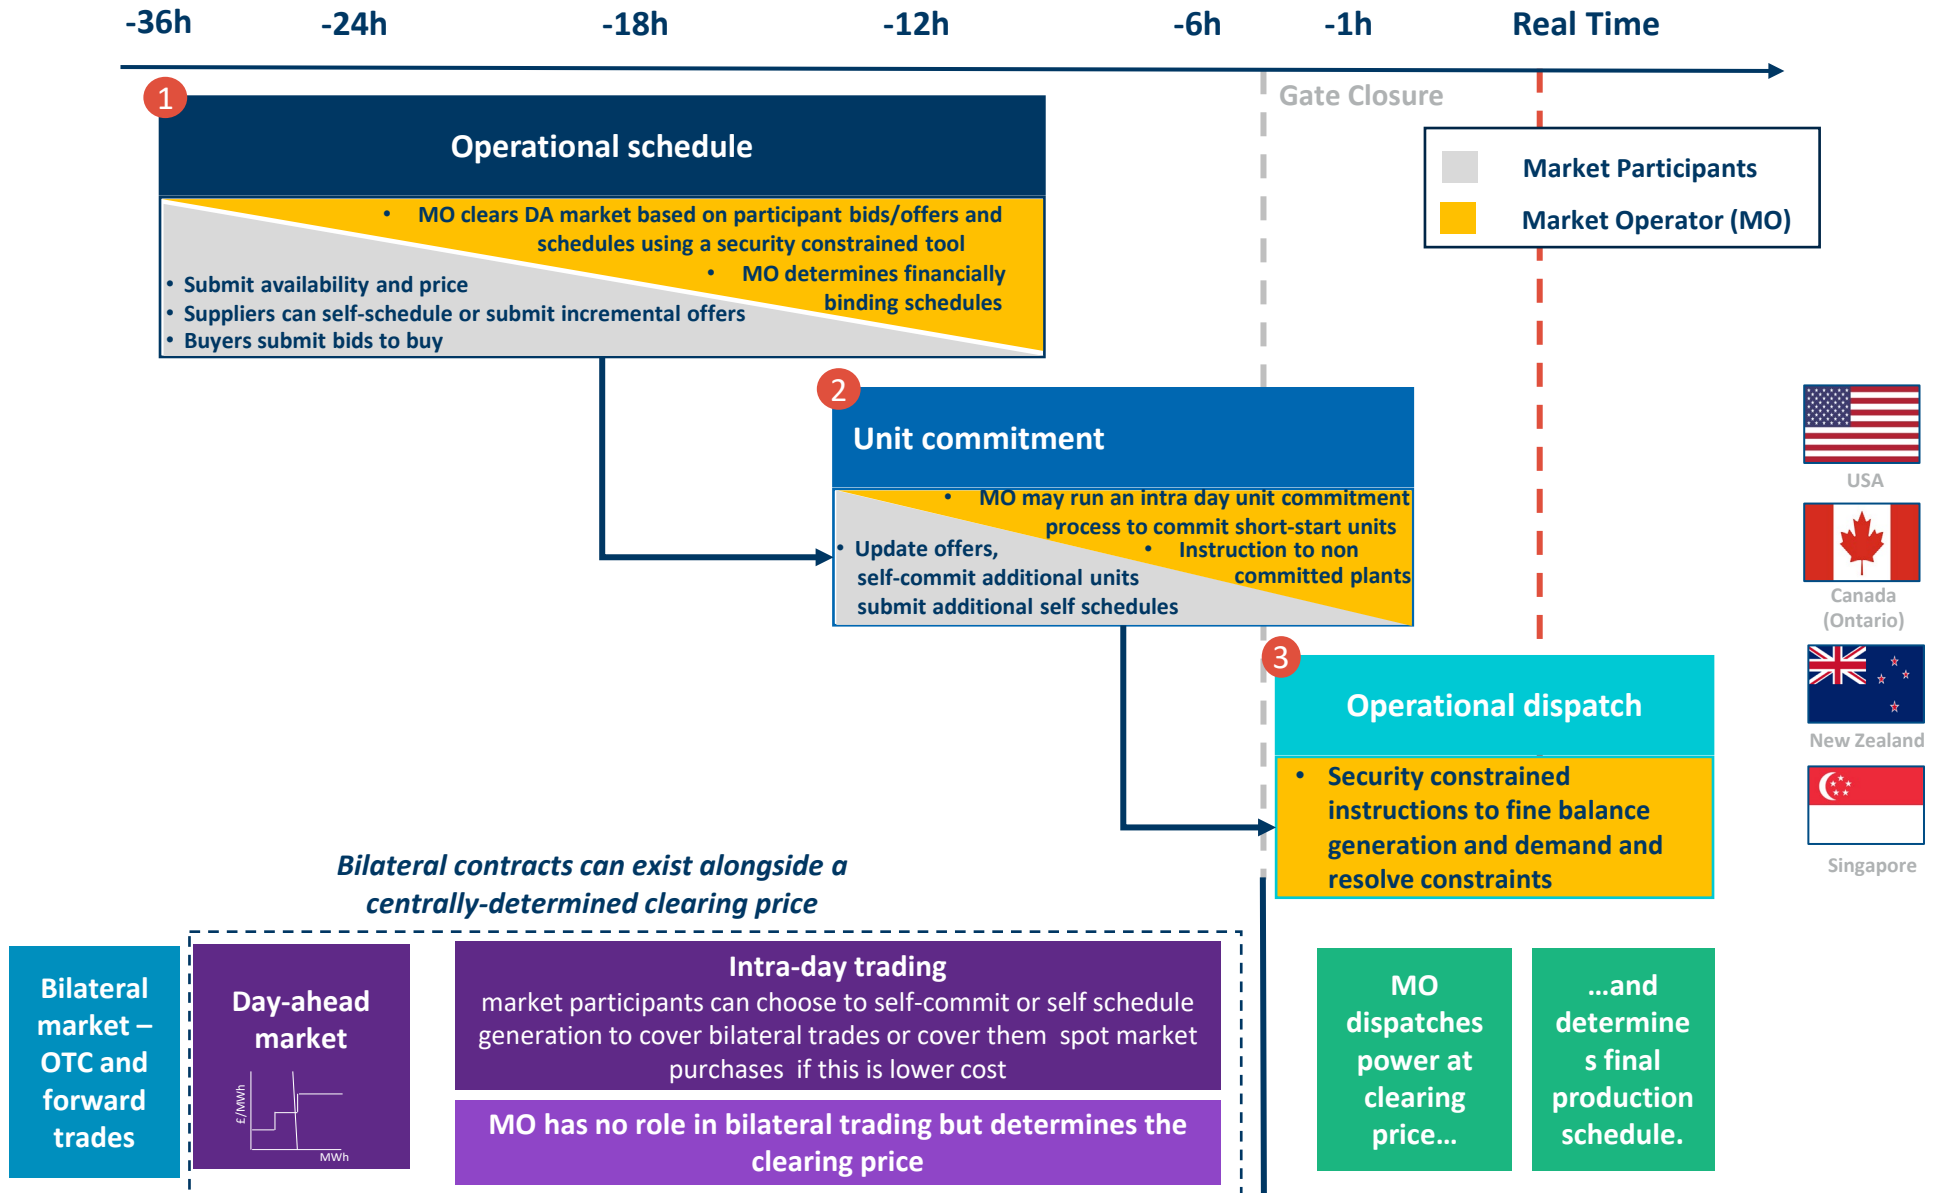 -36h -24h -18h -12h -6h -1h Real Time
Gate Closure
1
Operational schedule
Market Participants
Market Operator (MO)
• MO clears DA market based on participant bids/offers and
schedules using a security constrained tool
• MO determines financially
binding schedules
• Submit availability and price
• Suppliers can self-schedule or submit incremental offers
• Buyers submit bids to buy
2
Unit commitment
• MO may run an intra day unit commitment
process to commit short-start units
• Instruction to non
committed plants
• Update offers,
self-commit additional units
submit additional self schedules
3
Operational dispatch
• Security constrained
instructions to fine balance
generation and demand and
resolve constraints
USA
Canada
(Ontario)
New Zealand
Singapore
Bilateral contracts can exist alongside a
centrally-determined clearing price
Bilateral
market –
OTC and
forward
trades
Day-ahead
market
£/MWh
MWh
Intra-day trading
market participants can choose to self-commit or self schedule
generation to cover bilateral trades or cover them spot market
purchases if this is lower cost
MO has no role in bilateral trading but determines the
clearing price
MO
dispatches
power at
clearing
price...
...and
determine
s final
production
schedule.